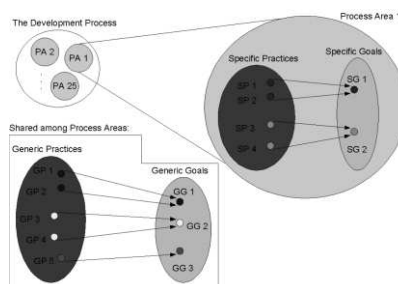 The Development Process
PA 2
PA 1
PA 25
Process Area 1
Specific Practices
Specific Goals
SP 1
SP 2
SP 3
SP 4
SG 1
SG 2
Shared among Process Areas:
Generic Practices
Generic Goals
GP 1
GP 2
GP 3
GP 4
GP 5
GG 1
GG 2
GG 3